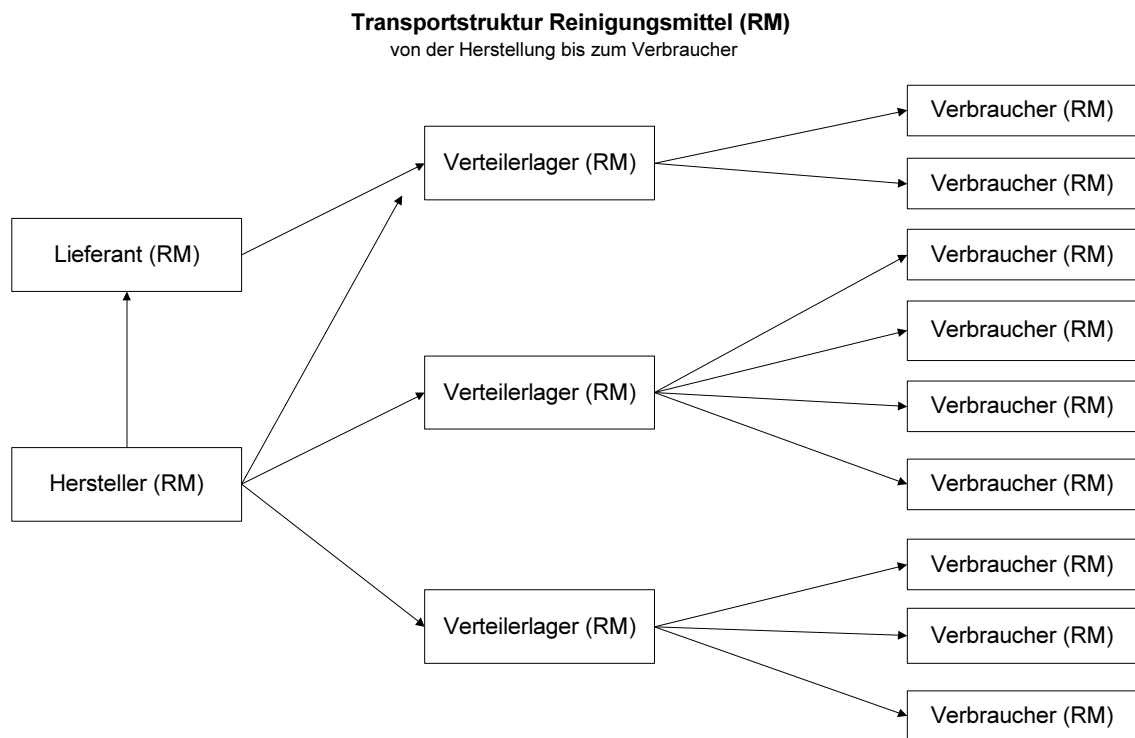 Transportstruktur Reinigungsmittel (RM)
von der Herstellung bis zum Verbraucher
Verbraucher (RM)
Verteilerlager (RM)
Verbraucher (RM)
Lieferant (RM)
Verbraucher (RM)
Verbraucher (RM)
Verteilerlager (RM)
Verbraucher (RM)
Hersteller (RM)
Verbraucher (RM)
Verbraucher (RM)
Verteilerlager (RM)
Verbraucher (RM)
Verbraucher (RM)